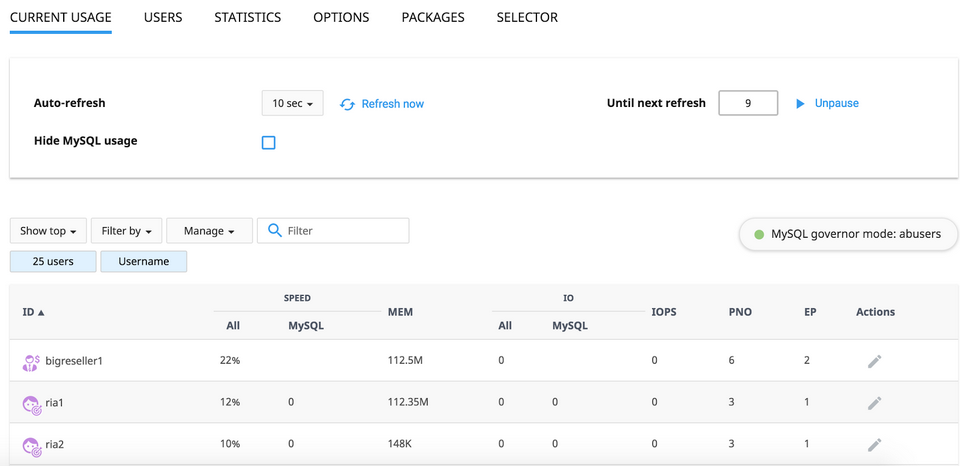 CURRENT USAGE USERS STATISTICS OPTIONS PACKAGES SELECTOR
Auto-refresh 10 sec Refresh now Until next refresh 9 Unpause
Hide MySQL usage
Show top Filter by Manage Filter MySQL governor mode: abusers
25 users Username
SPEED IO
ID MEM IOPS PNO EP Actions
All MySQL All MySQL
bigreseller1 22% 112.5M 0 0 6 2
ria1 12% 0 112.35M 0 0 0 3 1
ria2 10% 0 148K 0 0 0 3 1